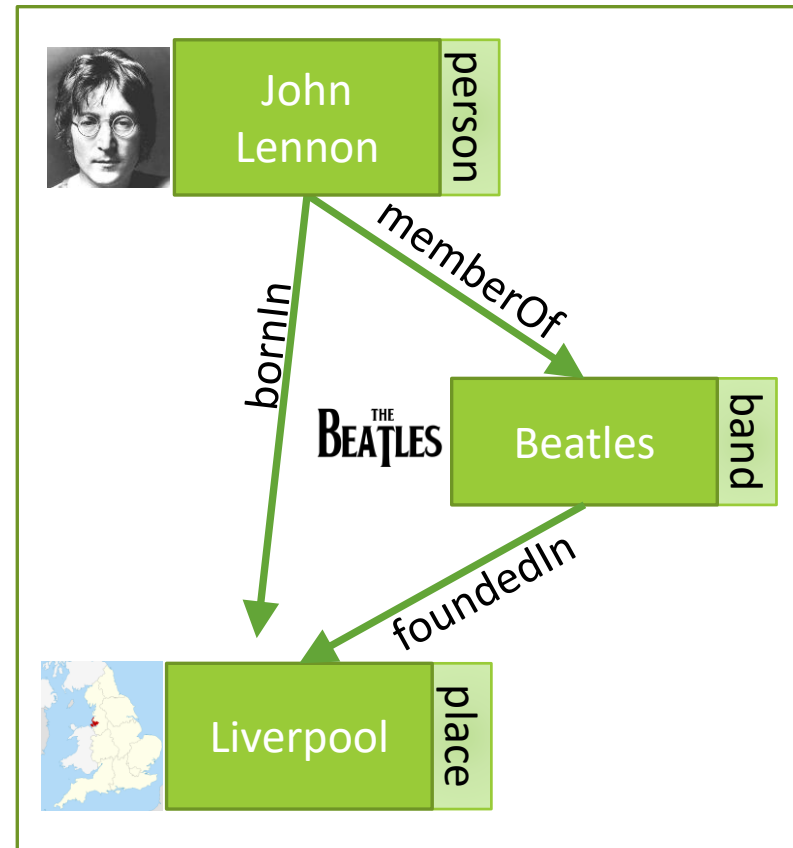 John
Lennon
person
memberOf
bornIn
THE
BEATLES
Beatles
band
foundedIn
Liverpool
place